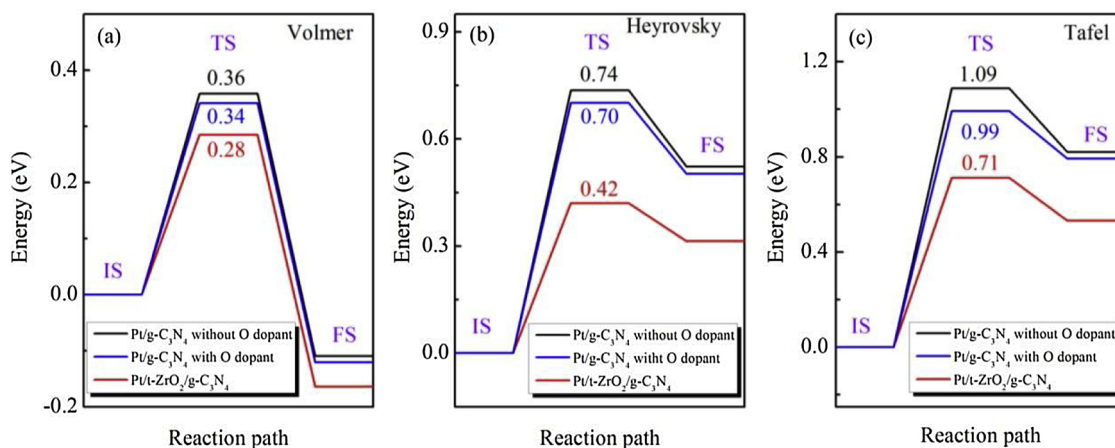 (a) Volmer
TS
0.36
0.34
0.28
0.4
0.2
0.0
-0.2
Energy (eV)
IS
FS
Pt/g-C₃N₄ without O dopant
Pt/g-C₃N₄ with O dopant
Pt/t-ZrO₂/g-C₃N₄
Reaction path
(b) Heyrovsky
TS
0.74
0.70
0.42
0.9
0.6
0.3
0.0
Energy (eV)
IS
FS
Pt/g-C₃N₄ without O dopant
Pt/g-C₃N₄ witht O dopant
Pt/t-ZrO₂/g-C₃N₄
Reaction path
(c) Tafel
TS
1.09
0.99
0.71
1.2
0.8
0.4
0.0
Energy (eV)
IS
FS
Pt/g-C₃N₄ without O dopant
Pt/g-C₃N₄ with O dopant
Pt/t-ZrO₂/g-C₃N₄
Reaction path